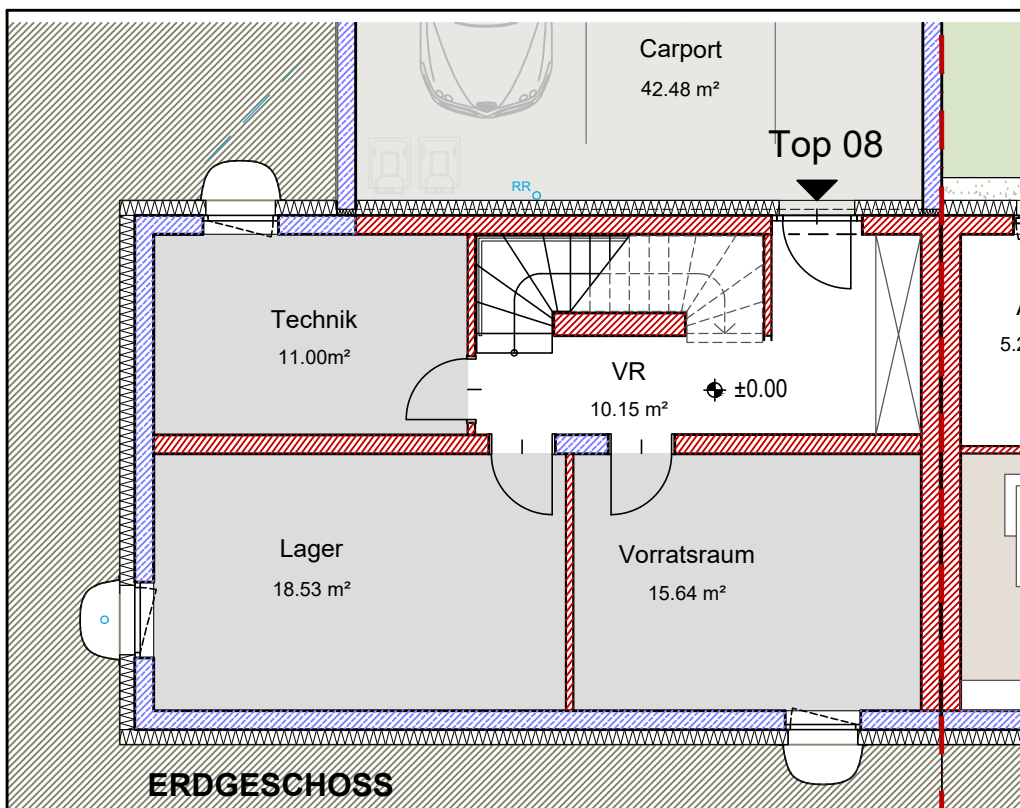 Carport
42.48 m²
Top 08
RR
Technik
11.00m²
VR
10.15 m²
±0.00
Lager
18.53 m²
Vorratsraum
15.64 m²
ERDGESCHOSS